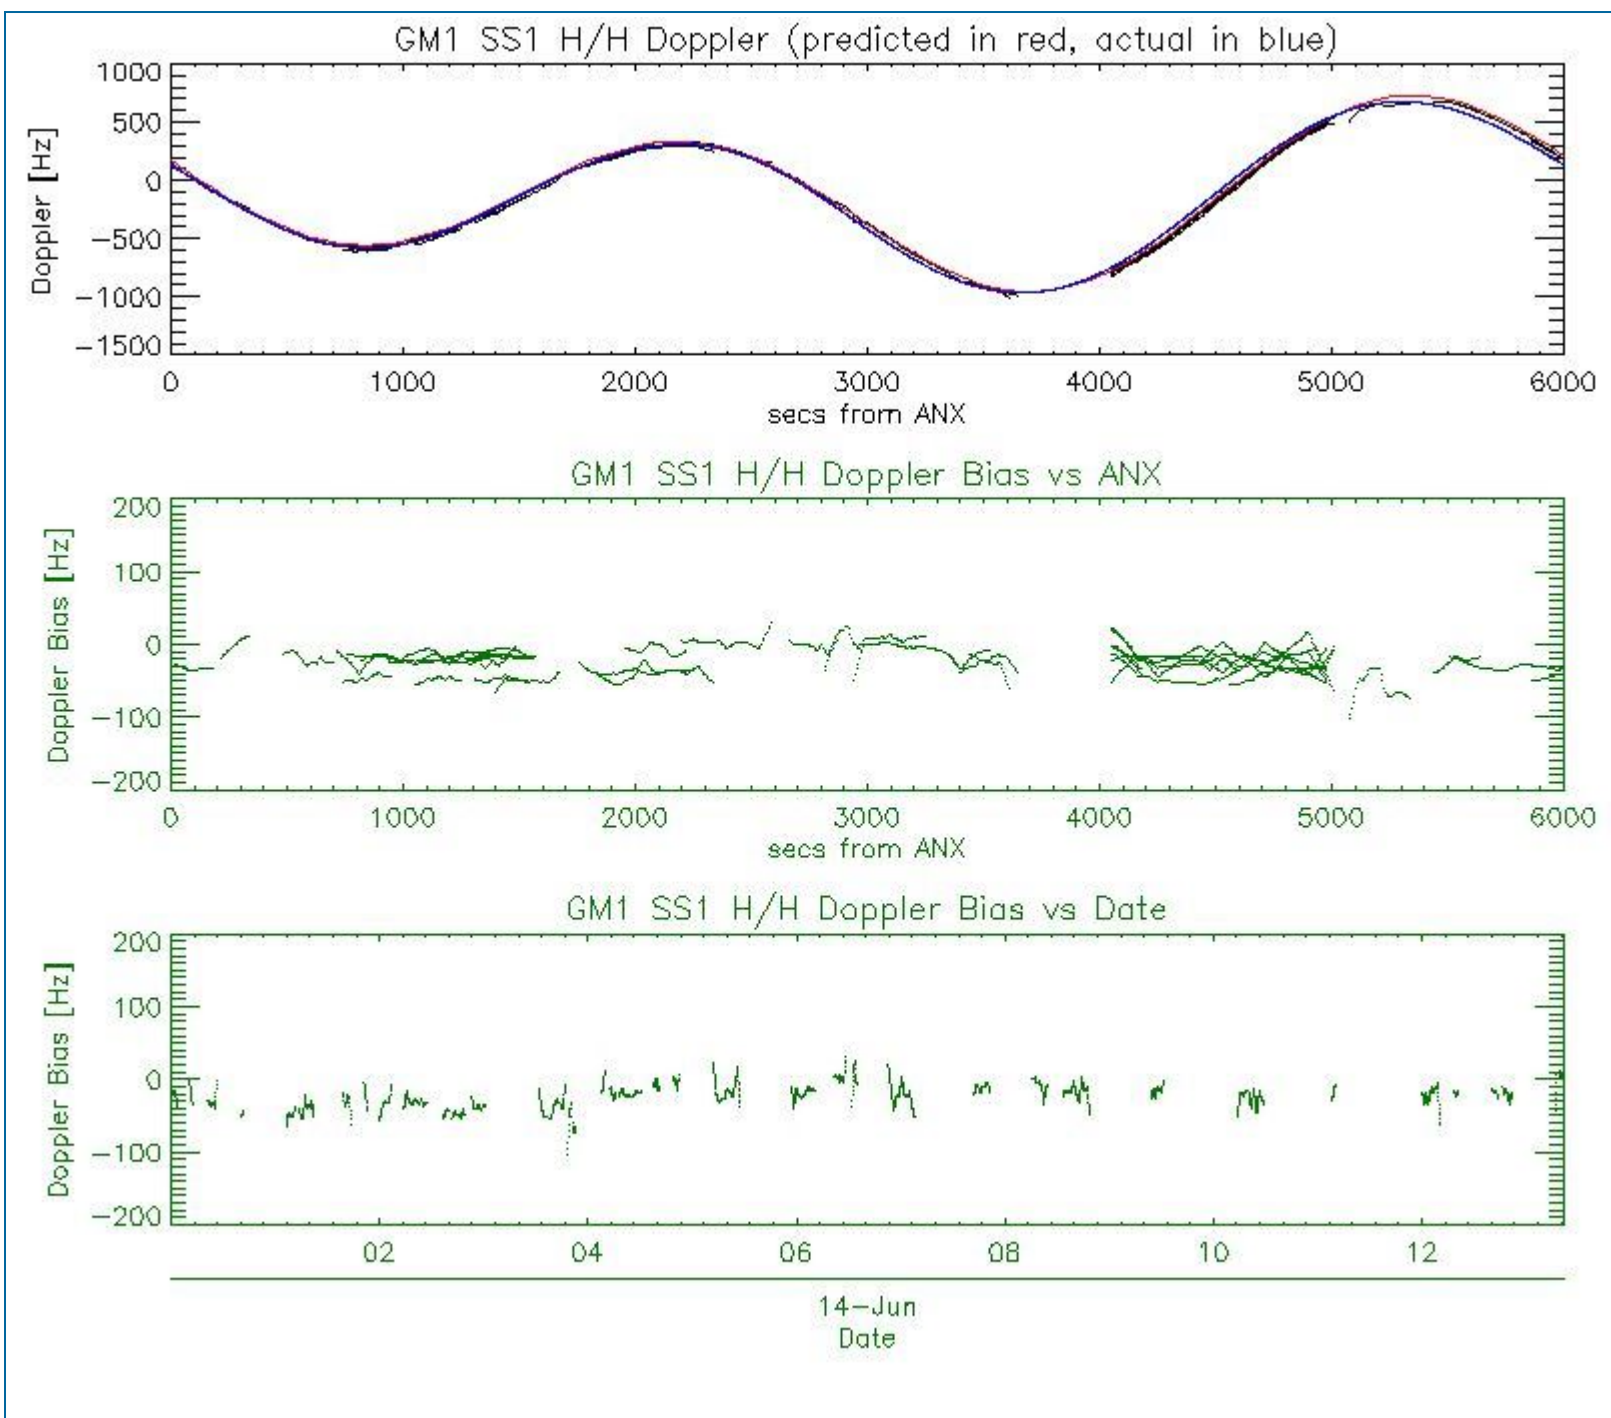 GM1 SS1 H/H Doppler (predicted in red, actual in blue)
1000
500
0
−500
−1000
−1500
Doppler [Hz]
0 1000 2000 3000 4000 5000 6000
secs from ANX
GM1 SS1 H/H Doppler Bias vs ANX
200
100
0
−100
−200
Doppler Bias [Hz]
0 1000 2000 3000 4000 5000 6000
secs from ANX
GM1 SS1 H/H Doppler Bias vs Date
200
100
0
−100
−200
Doppler Bias [Hz]
02 04 06 08 10 12
14−Jun
Date